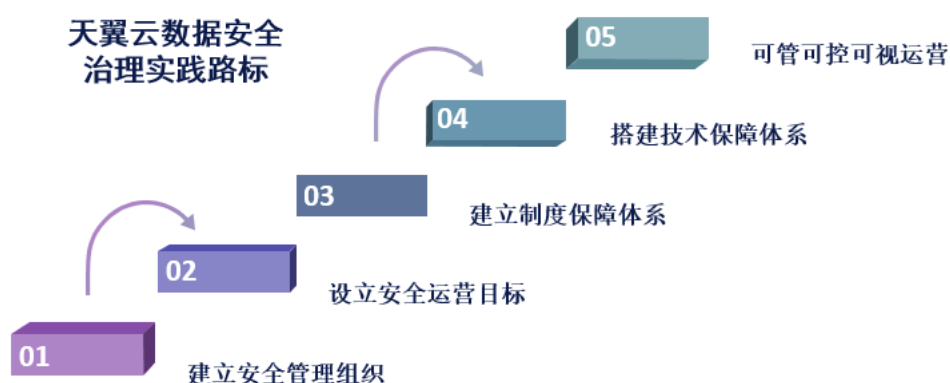 天翼云数据安全
治理实践路标
05
可管可控可视运营
04
搭建技术保障体系
03
建立制度保障体系
02
设立安全运营目标
01
建立安全管理组织